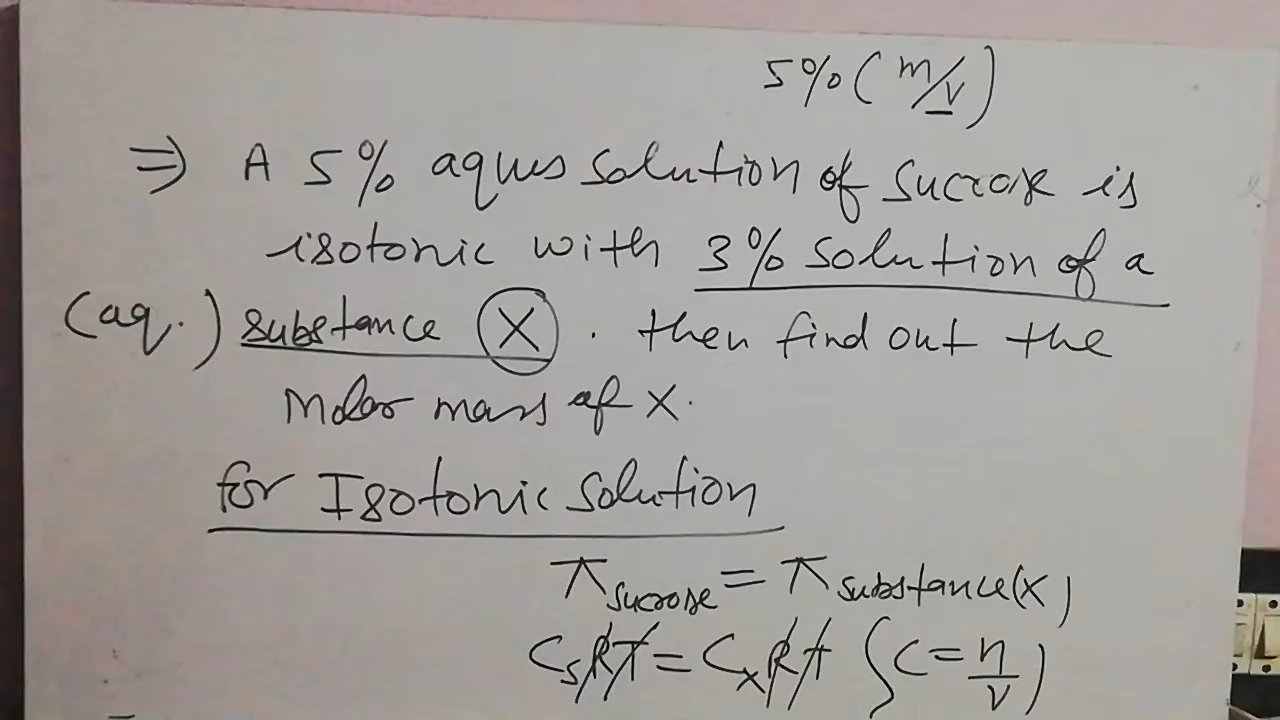 5% (m/v)
⇒ A 5% aques solution of sucrose is
isotonic with 3% solution of a
(aq.) substance X . then find out the
Molar mass of X.
for Isotonic solution
π sucrose = π substance(X)
CsRT = CxRT {C = n/v)